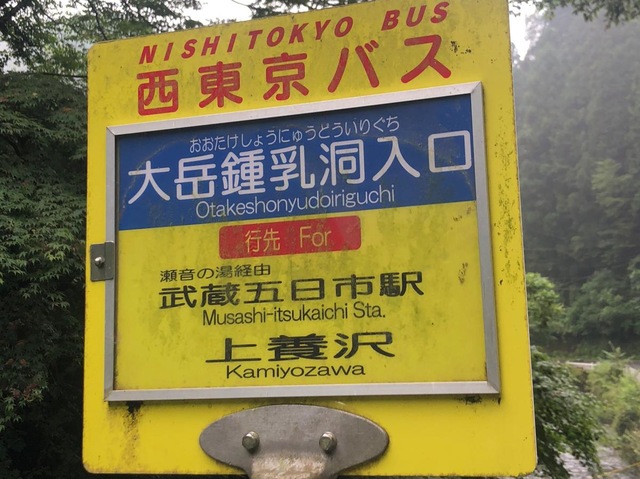 NISHITOKYO BUS
西東京バス
おおたけしょうにゅうどういりぐち
大岳鍾乳洞入口
Otakeshonyudoiriguchi
行先 For
瀬音の湯経由
武蔵五日市駅
Musashi-itsukaichi Sta.
上養沢
Kamiyozawa